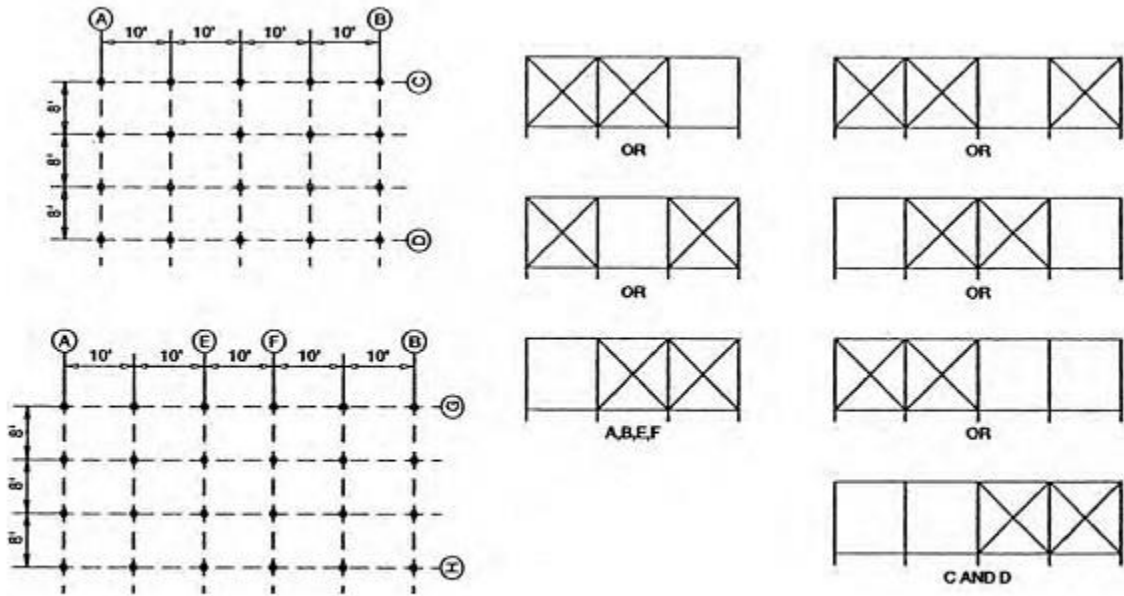 A B
10' 10' 10' 10'
C
8'
8'
8'
D
A E F B
10' 10' 10' 10' 10'
G
8'
8'
8'
H
OR
OR
A,B,E,F
OR
OR
OR
C AND D